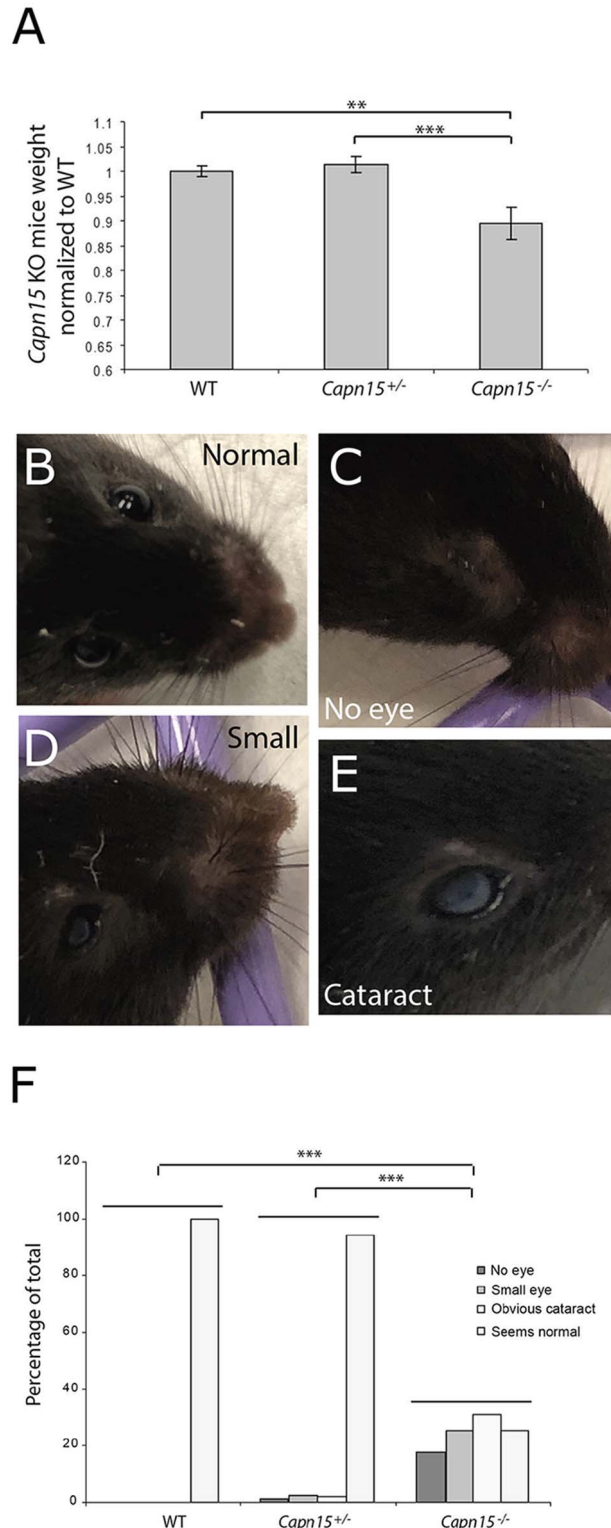 A
**
***
1.1
1.05
1
0.95
0.9
0.85
0.8
0.75
0.7
0.65
0.6
Capn15 KO mice weight
normalized to WT
WT
Capn15+/-
Capn15-/-
B
Normal
C
No eye
D
Small
E
Cataract
F
***
***
120
100
80
60
40
20
0
Percentage of total
No eye
Small eye
Obvious cataract
Seems normal
WT
Capn15+/-
Capn15-/-